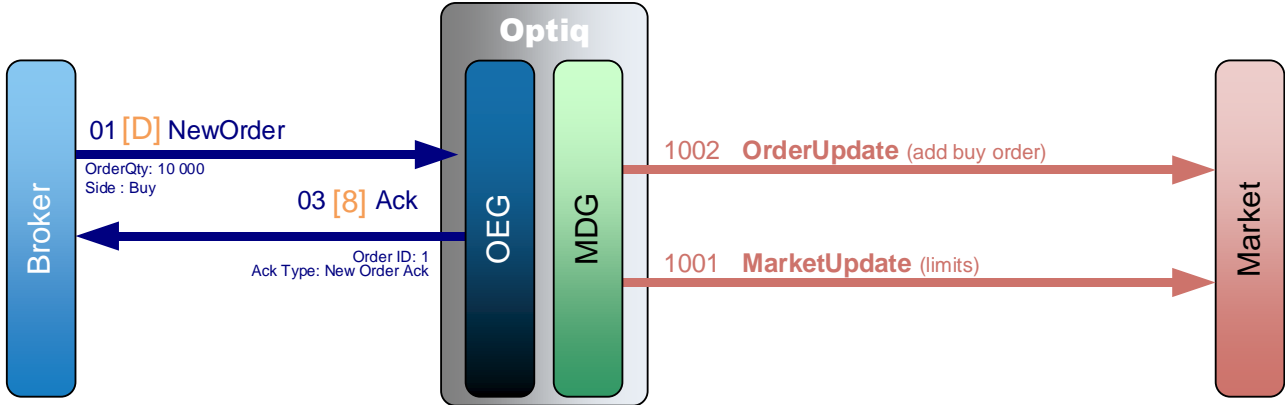 Optiq
Broker
01 [D] NewOrder
OrderQty: 10 000
Side : Buy
03 [8] Ack
Order ID: 1
Ack Type: New Order Ack
OEG
MDG
1002 OrderUpdate (add buy order)
1001 MarketUpdate (limits)
Market